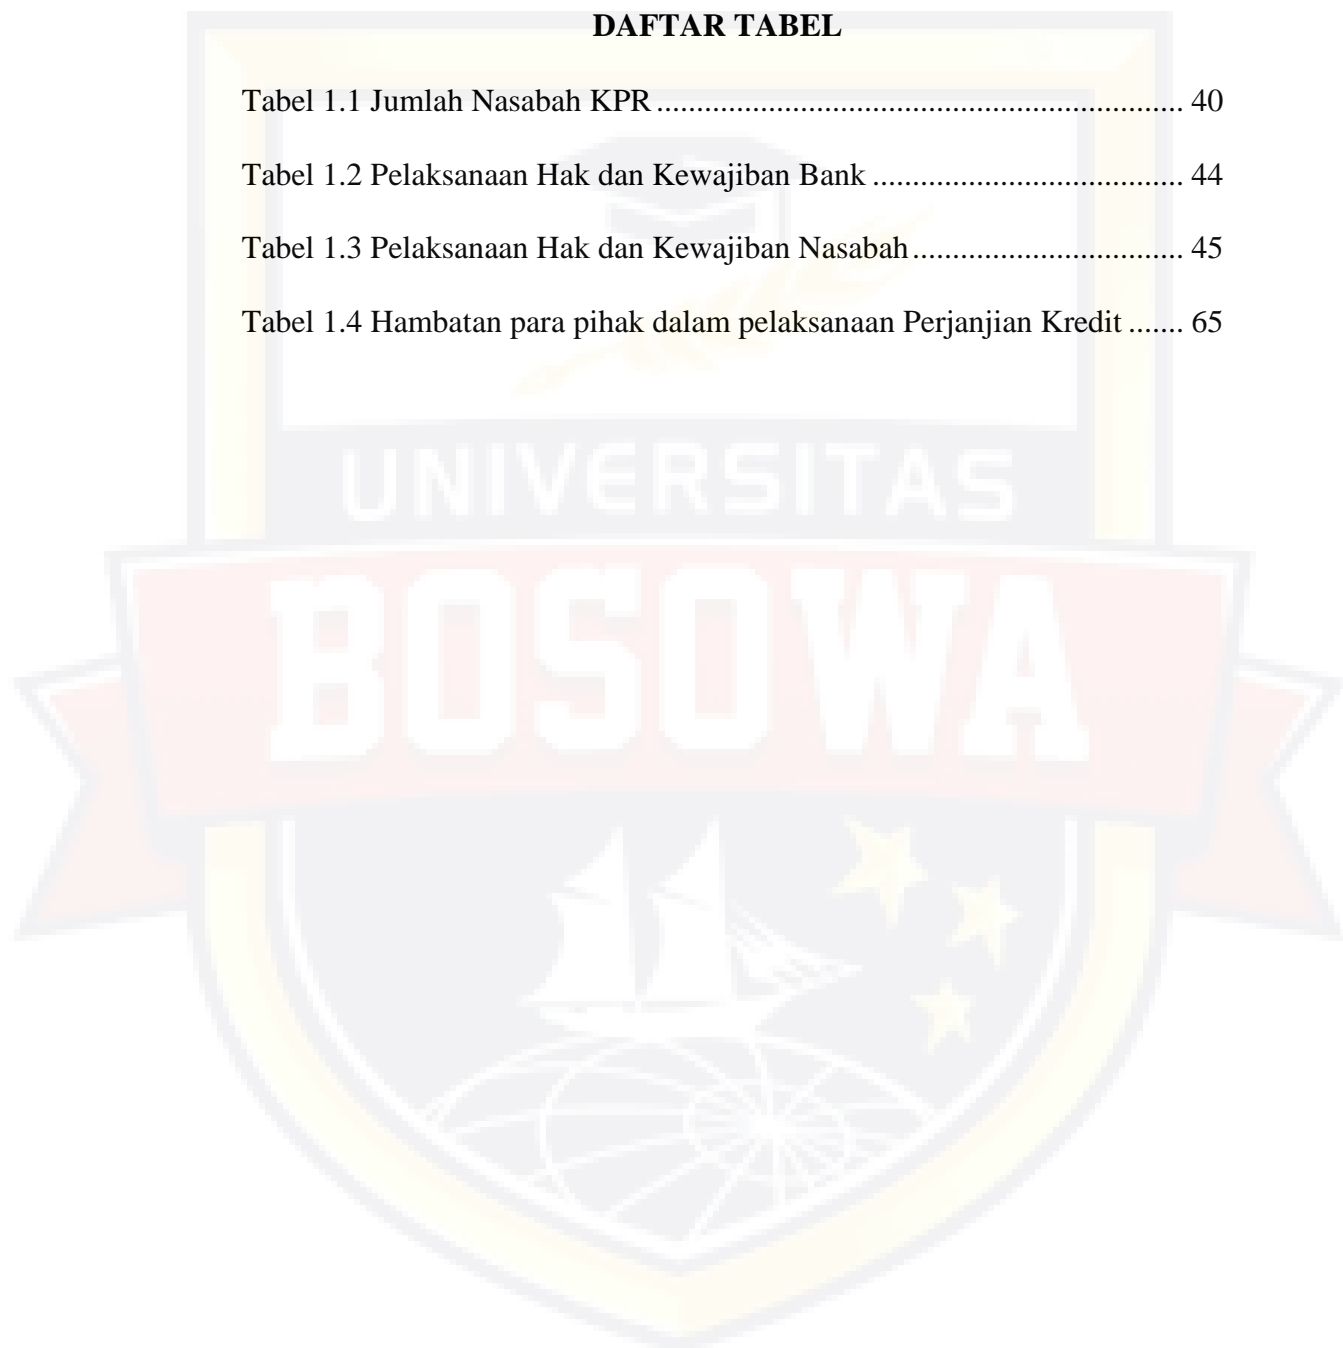 DAFTAR TABEL
Tabel 1.1 Jumlah Nasabah KPR.................................................................. 40
Tabel 1.2 Pelaksanaan Hak dan Kewajiban Bank ....................................... 44
Tabel 1.3 Pelaksanaan Hak dan Kewajiban Nasabah.................................. 45
Tabel 1.4 Hambatan para pihak dalam pelaksanaan Perjanjian Kredit ....... 65
UNIVERSITAS
BOSOWA